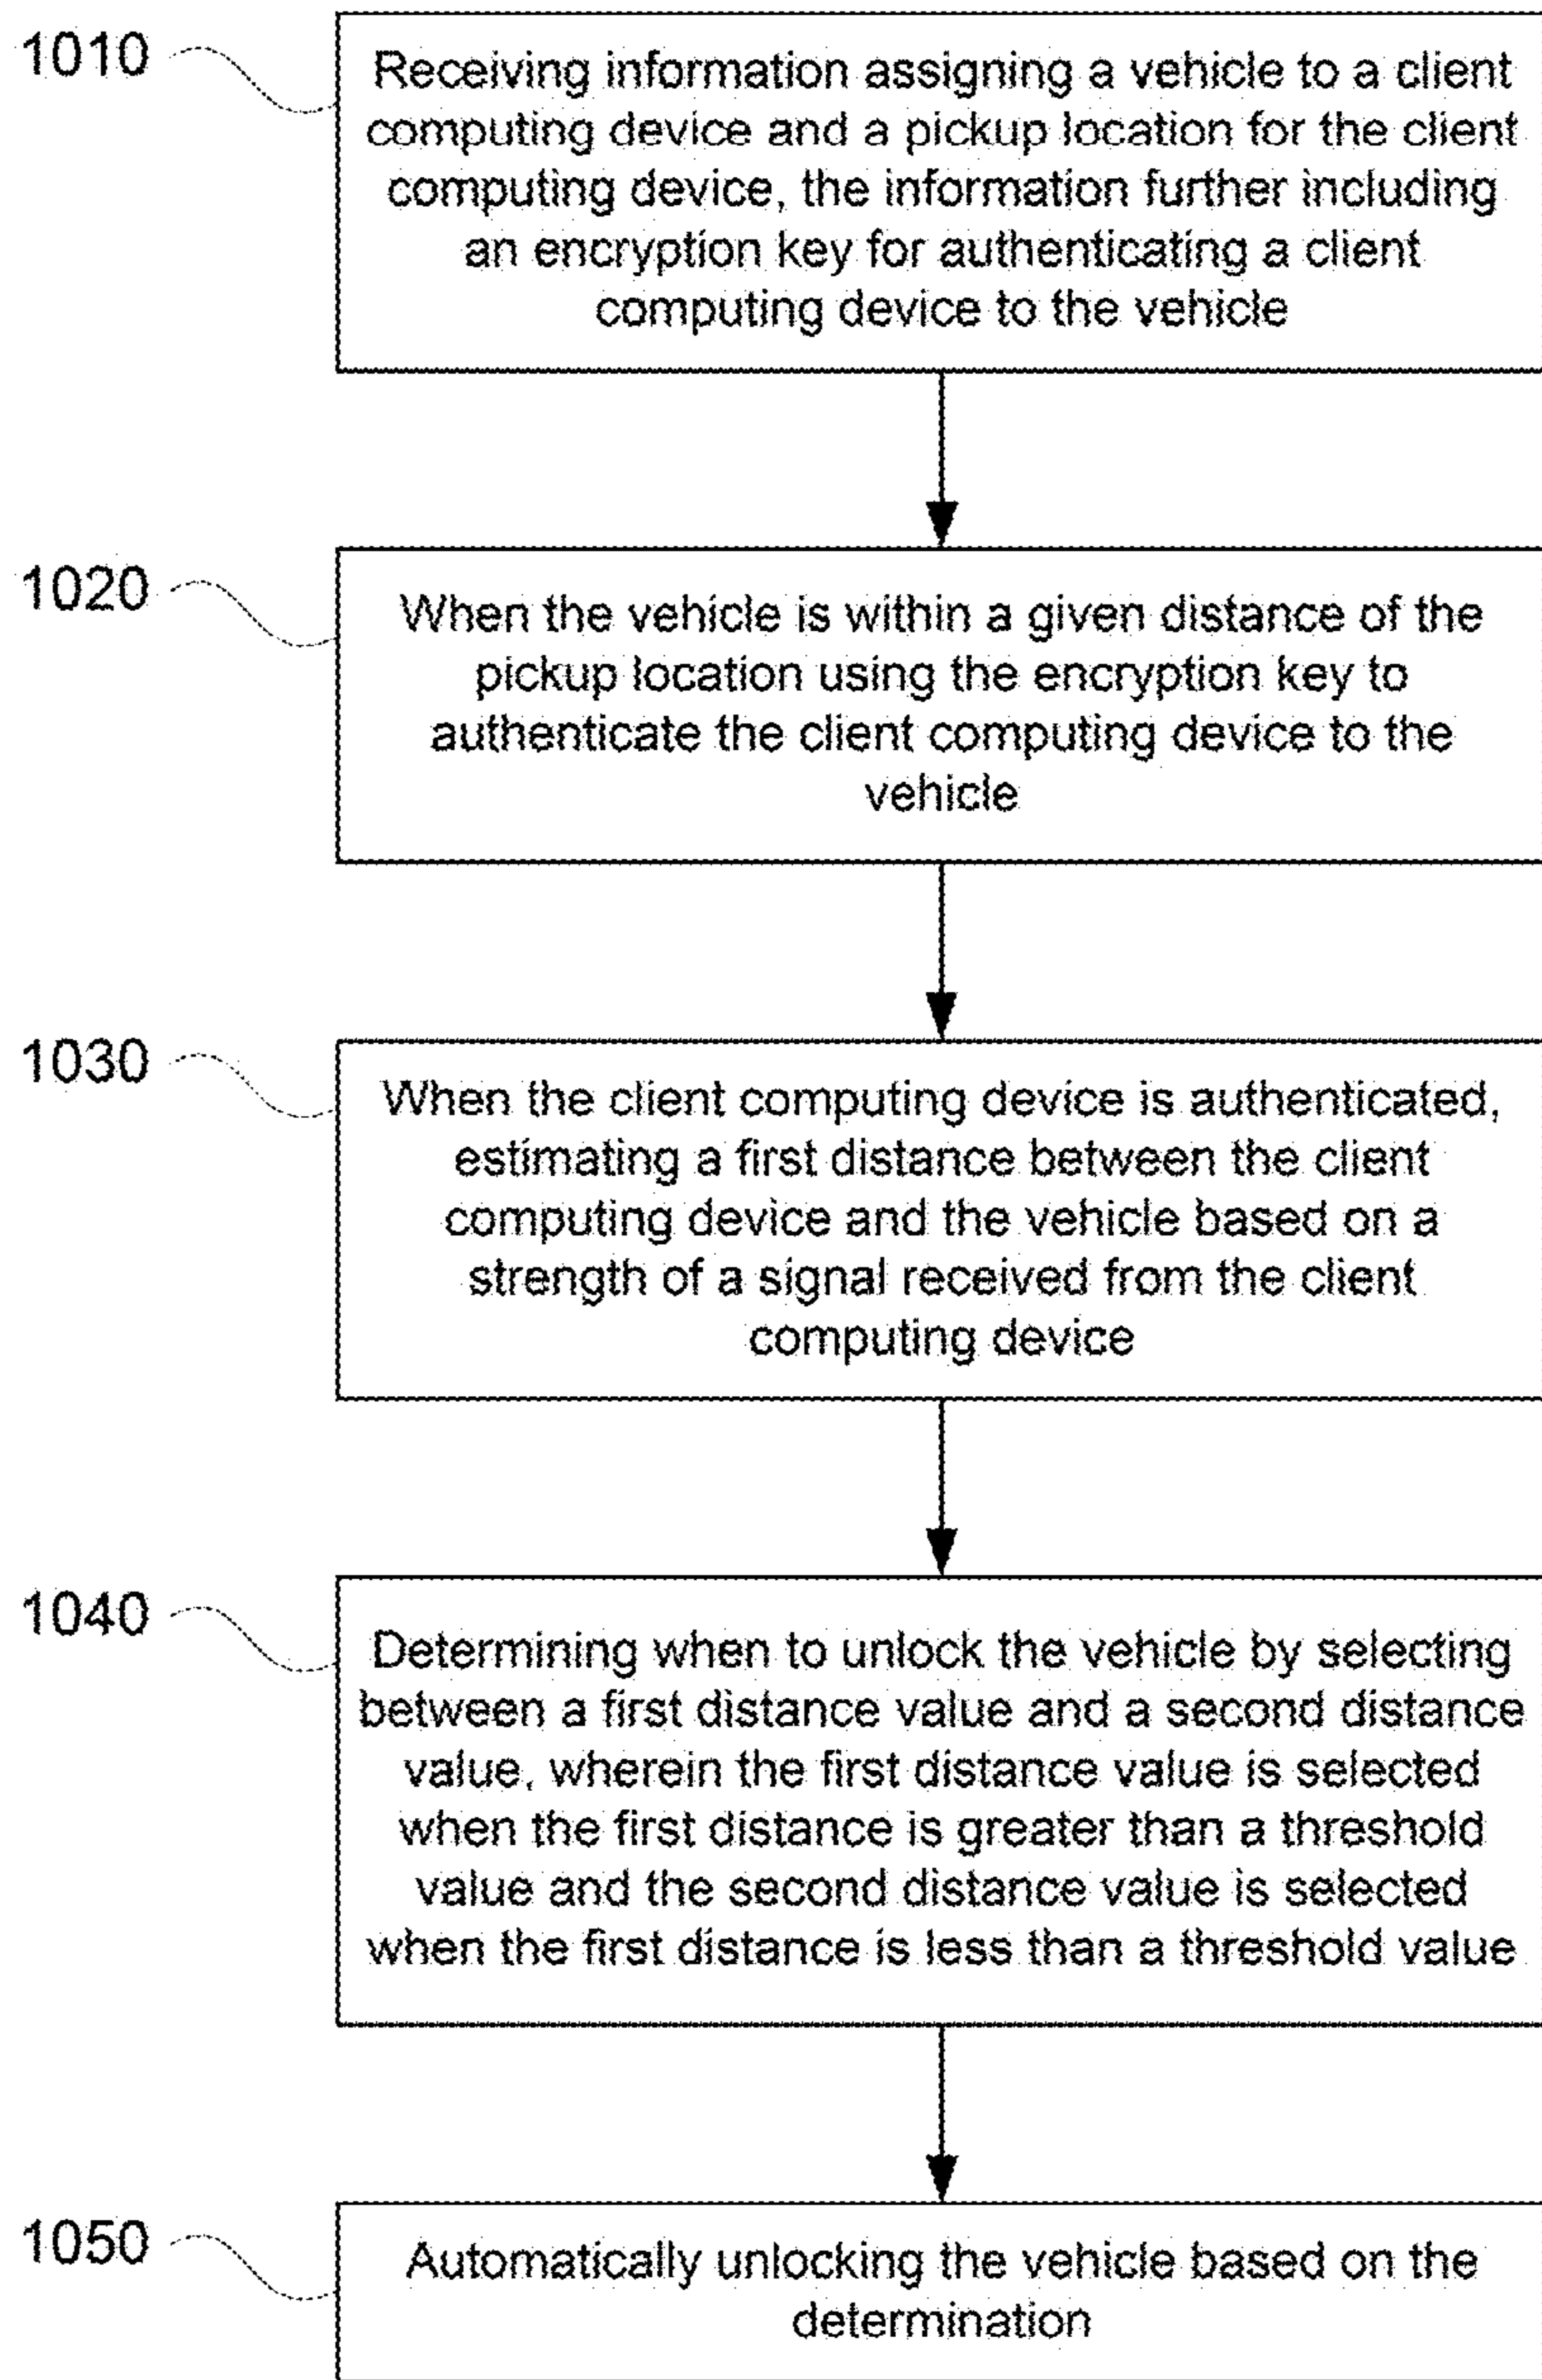 1010
Receiving information assigning a vehicle to a client
computing device and a pickup location for the client
computing device, the information further including
an encryption key for authenticating a client
computing device to the vehicle
1020
When the vehicle is within a given distance of the
pickup location using the encryption key to
authenticate the client computing device to the
vehicle
1030
When the client computing device is authenticated,
estimating a first distance between the client
computing device and the vehicle based on a
strength of a signal received from the client
computing device
1040
Determining when to unlock the vehicle by selecting
between a first distance value and a second distance
value, wherein the first distance value is selected
when the first distance is greater than a threshold
value and the second distance value is selected
when the first distance is less than a threshold value
1050
Automatically unlocking the vehicle based on the
determination